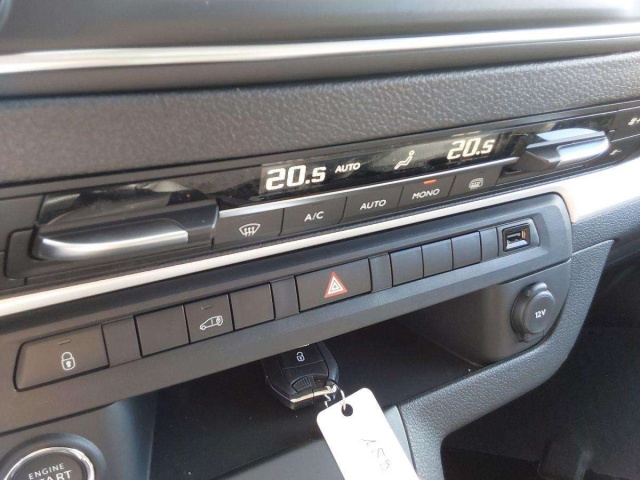 20.5 AUTO 20.5
A/C AUTO MONO
12V
ENGINE
START